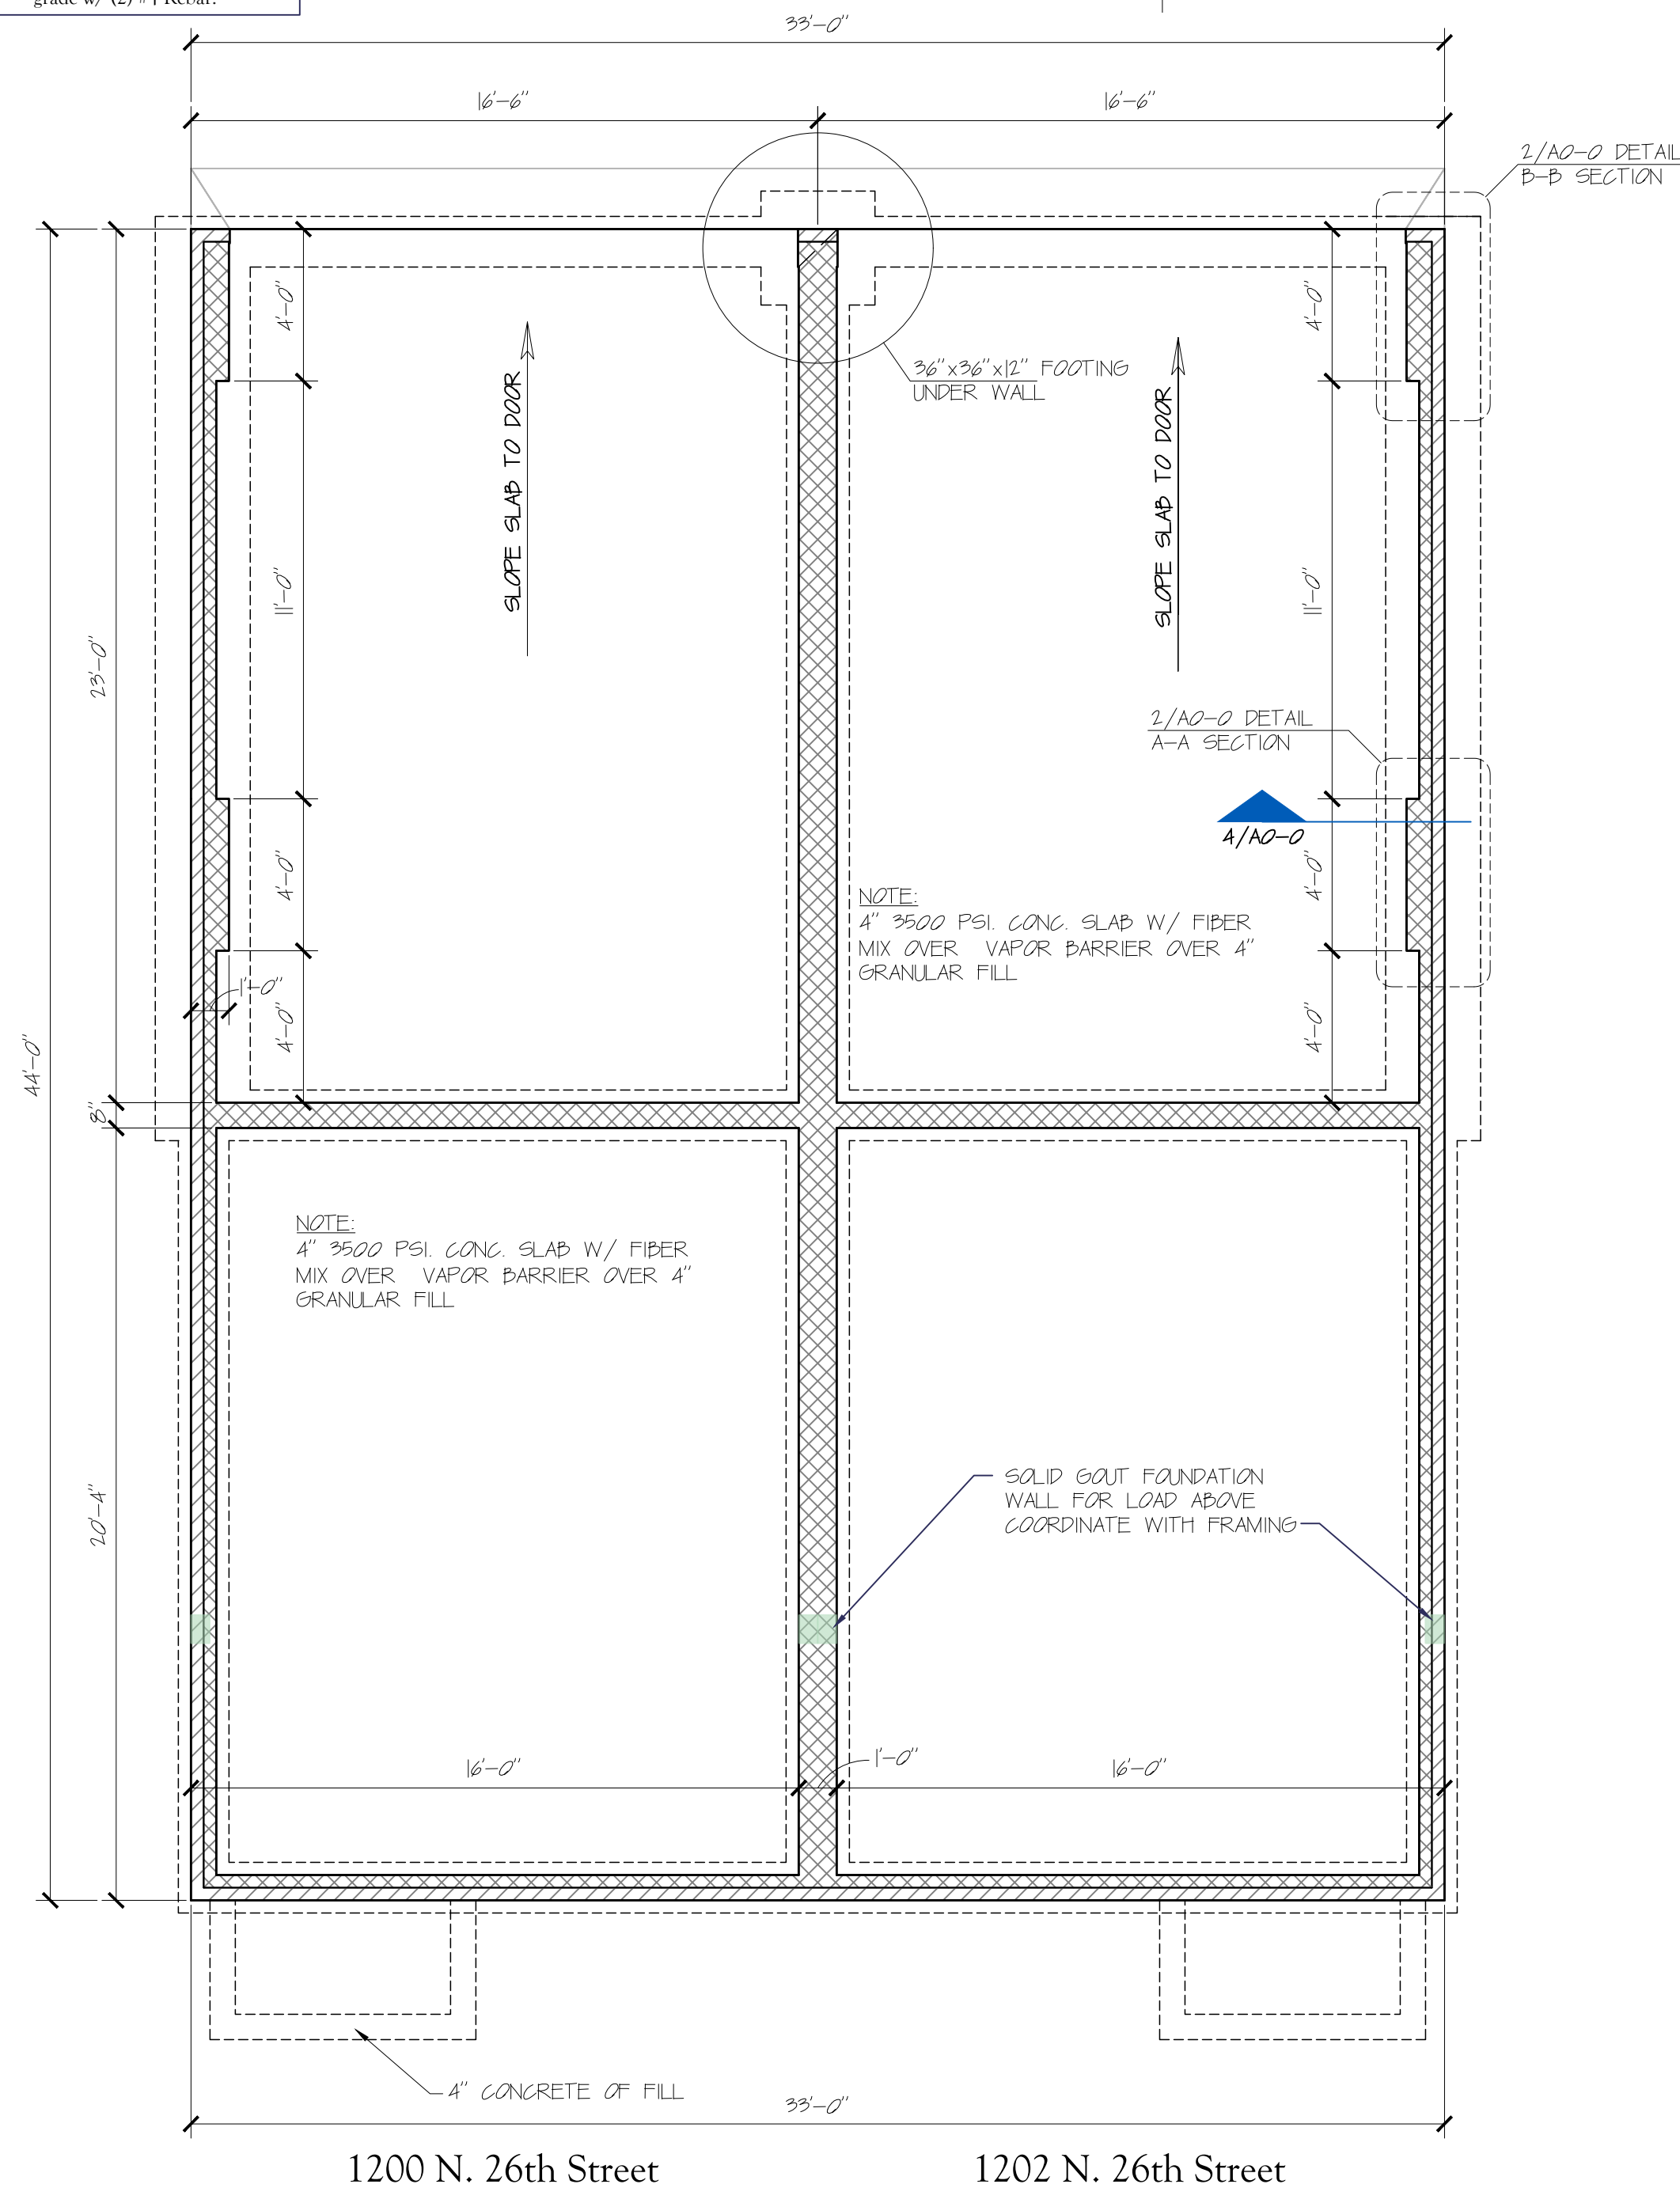 grade w/ (2) #4 Rebar.
33'-0"
16'-6"
16'-6"
2/A0-0 DETAIL
B-B SECTION
4'-0"
4'-0"
36"x36"x12" FOOTING
UNDER WALL
SLOPE SLAB TO DOOR
SLOPE SLAB TO DOOR
11'-0"
11'-0"
23'-0"
2/A0-0 DETAIL
A-A SECTION
4/A0-0
4'-0"
4'-0"
NOTE:
4" 3500 PSI. CONC. SLAB W/ FIBER
MIX OVER VAPOR BARRIER OVER 4"
GRANULAR FILL
1'-0"
4'-0"
4'-0"
44'-0"
8"
NOTE:
4" 3500 PSI. CONC. SLAB W/ FIBER
MIX OVER VAPOR BARRIER OVER 4"
GRANULAR FILL
20'-4"
SOLID GOUT FOUNDATION
WALL FOR LOAD ABOVE
COORDINATE WITH FRAMING
16'-0"
1'-0"
16'-0"
4" CONCRETE OF FILL
33'-0"
1200 N. 26th Street
1202 N. 26th Street